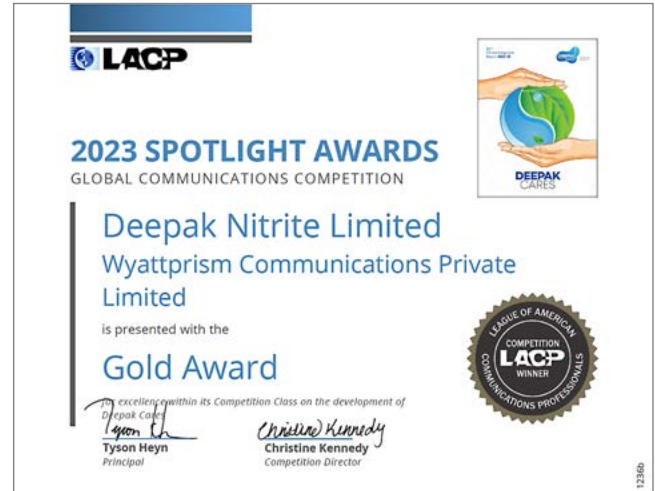 LACP
2023 SPOTLIGHT AWARDS
GLOBAL COMMUNICATIONS COMPETITION
DEEPAK
CARES
Deepak Nitrite Limited
Wyattprism Communications Private
Limited
is presented with the
Gold Award
for excellence within its Competition Class on the development of
Deepak Cares
Tyson Heyn
Principal
Christine Kennedy
Christine Kennedy
Competition Director
LEAGUE OF AMERICAN
COMMUNICATIONS PROFESSIONALS
COMPETITION
LACP
WINNER
1236b